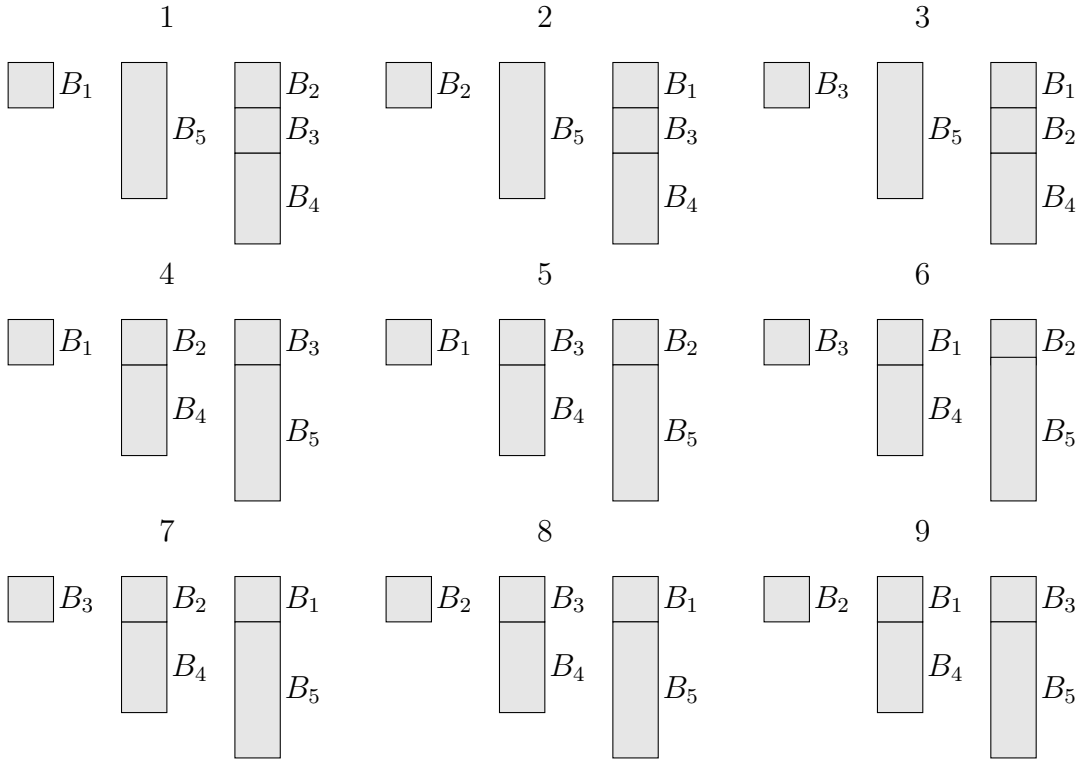 1 2 3
B₁ B₂ B₂ B₁ B₃ B₁
B₅ B₃ B₅ B₃ B₅ B₂
B₄ B₄ B₄
4 5 6
B₁ B₂ B₃ B₁ B₃ B₂ B₃ B₁ B₂
B₄ B₄ B₄
B₅ B₅ B₅
7 8 9
B₃ B₂ B₁ B₂ B₃ B₁ B₂ B₁ B₃
B₄ B₄ B₄
B₅ B₅ B₅